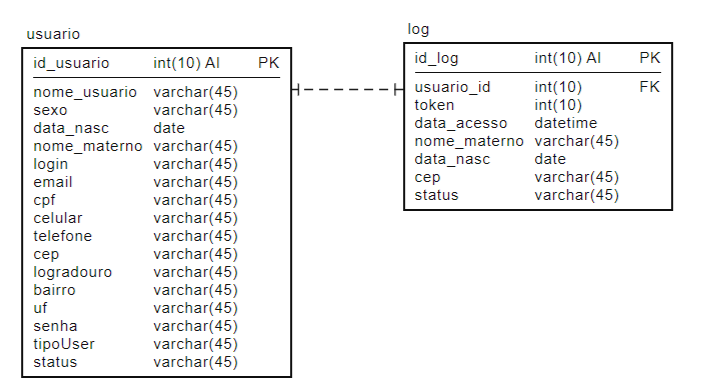 usuario
id_usuario int(10) AI PK
nome_usuario varchar(45)
sexo varchar(45)
data_nasc date
nome_materno varchar(45)
login varchar(45)
email varchar(45)
cpf varchar(45)
celular varchar(45)
telefone varchar(45)
cep varchar(45)
logradouro varchar(45)
bairro varchar(45)
uf varchar(45)
senha varchar(45)
tipoUser varchar(45)
status varchar(45)
log
id_log int(10) AI PK
usuario_id int(10) FK
token int(10)
data_acesso datetime
nome_materno varchar(45)
data_nasc date
cep varchar(45)
status varchar(45)